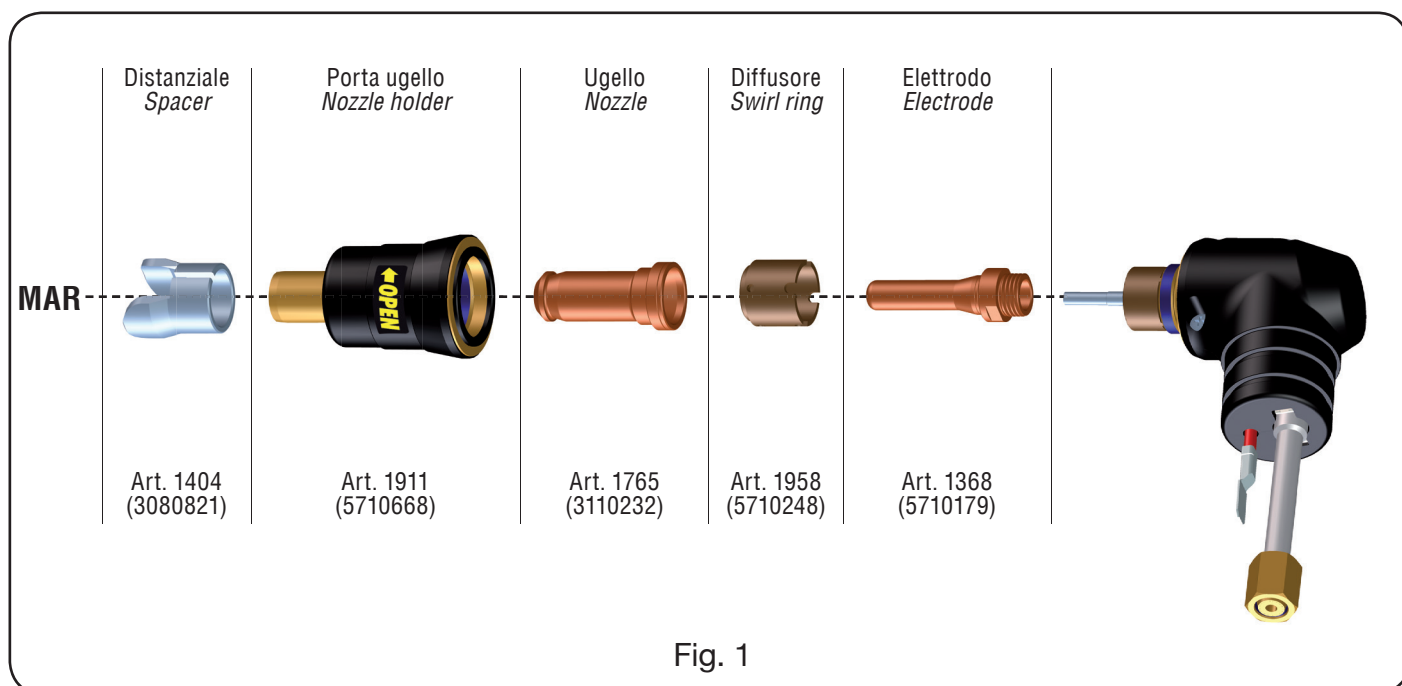 Distanziale
Spacer
Porta ugello
Nozzle holder
Ugello
Nozzle
Diffusore
Swirl ring
Elettrodo
Electrode
MAR
OPEN
Art. 1404
(3080821)
Art. 1911
(5710668)
Art. 1765
(3110232)
Art. 1958
(5710248)
Art. 1368
(5710179)
Fig. 1